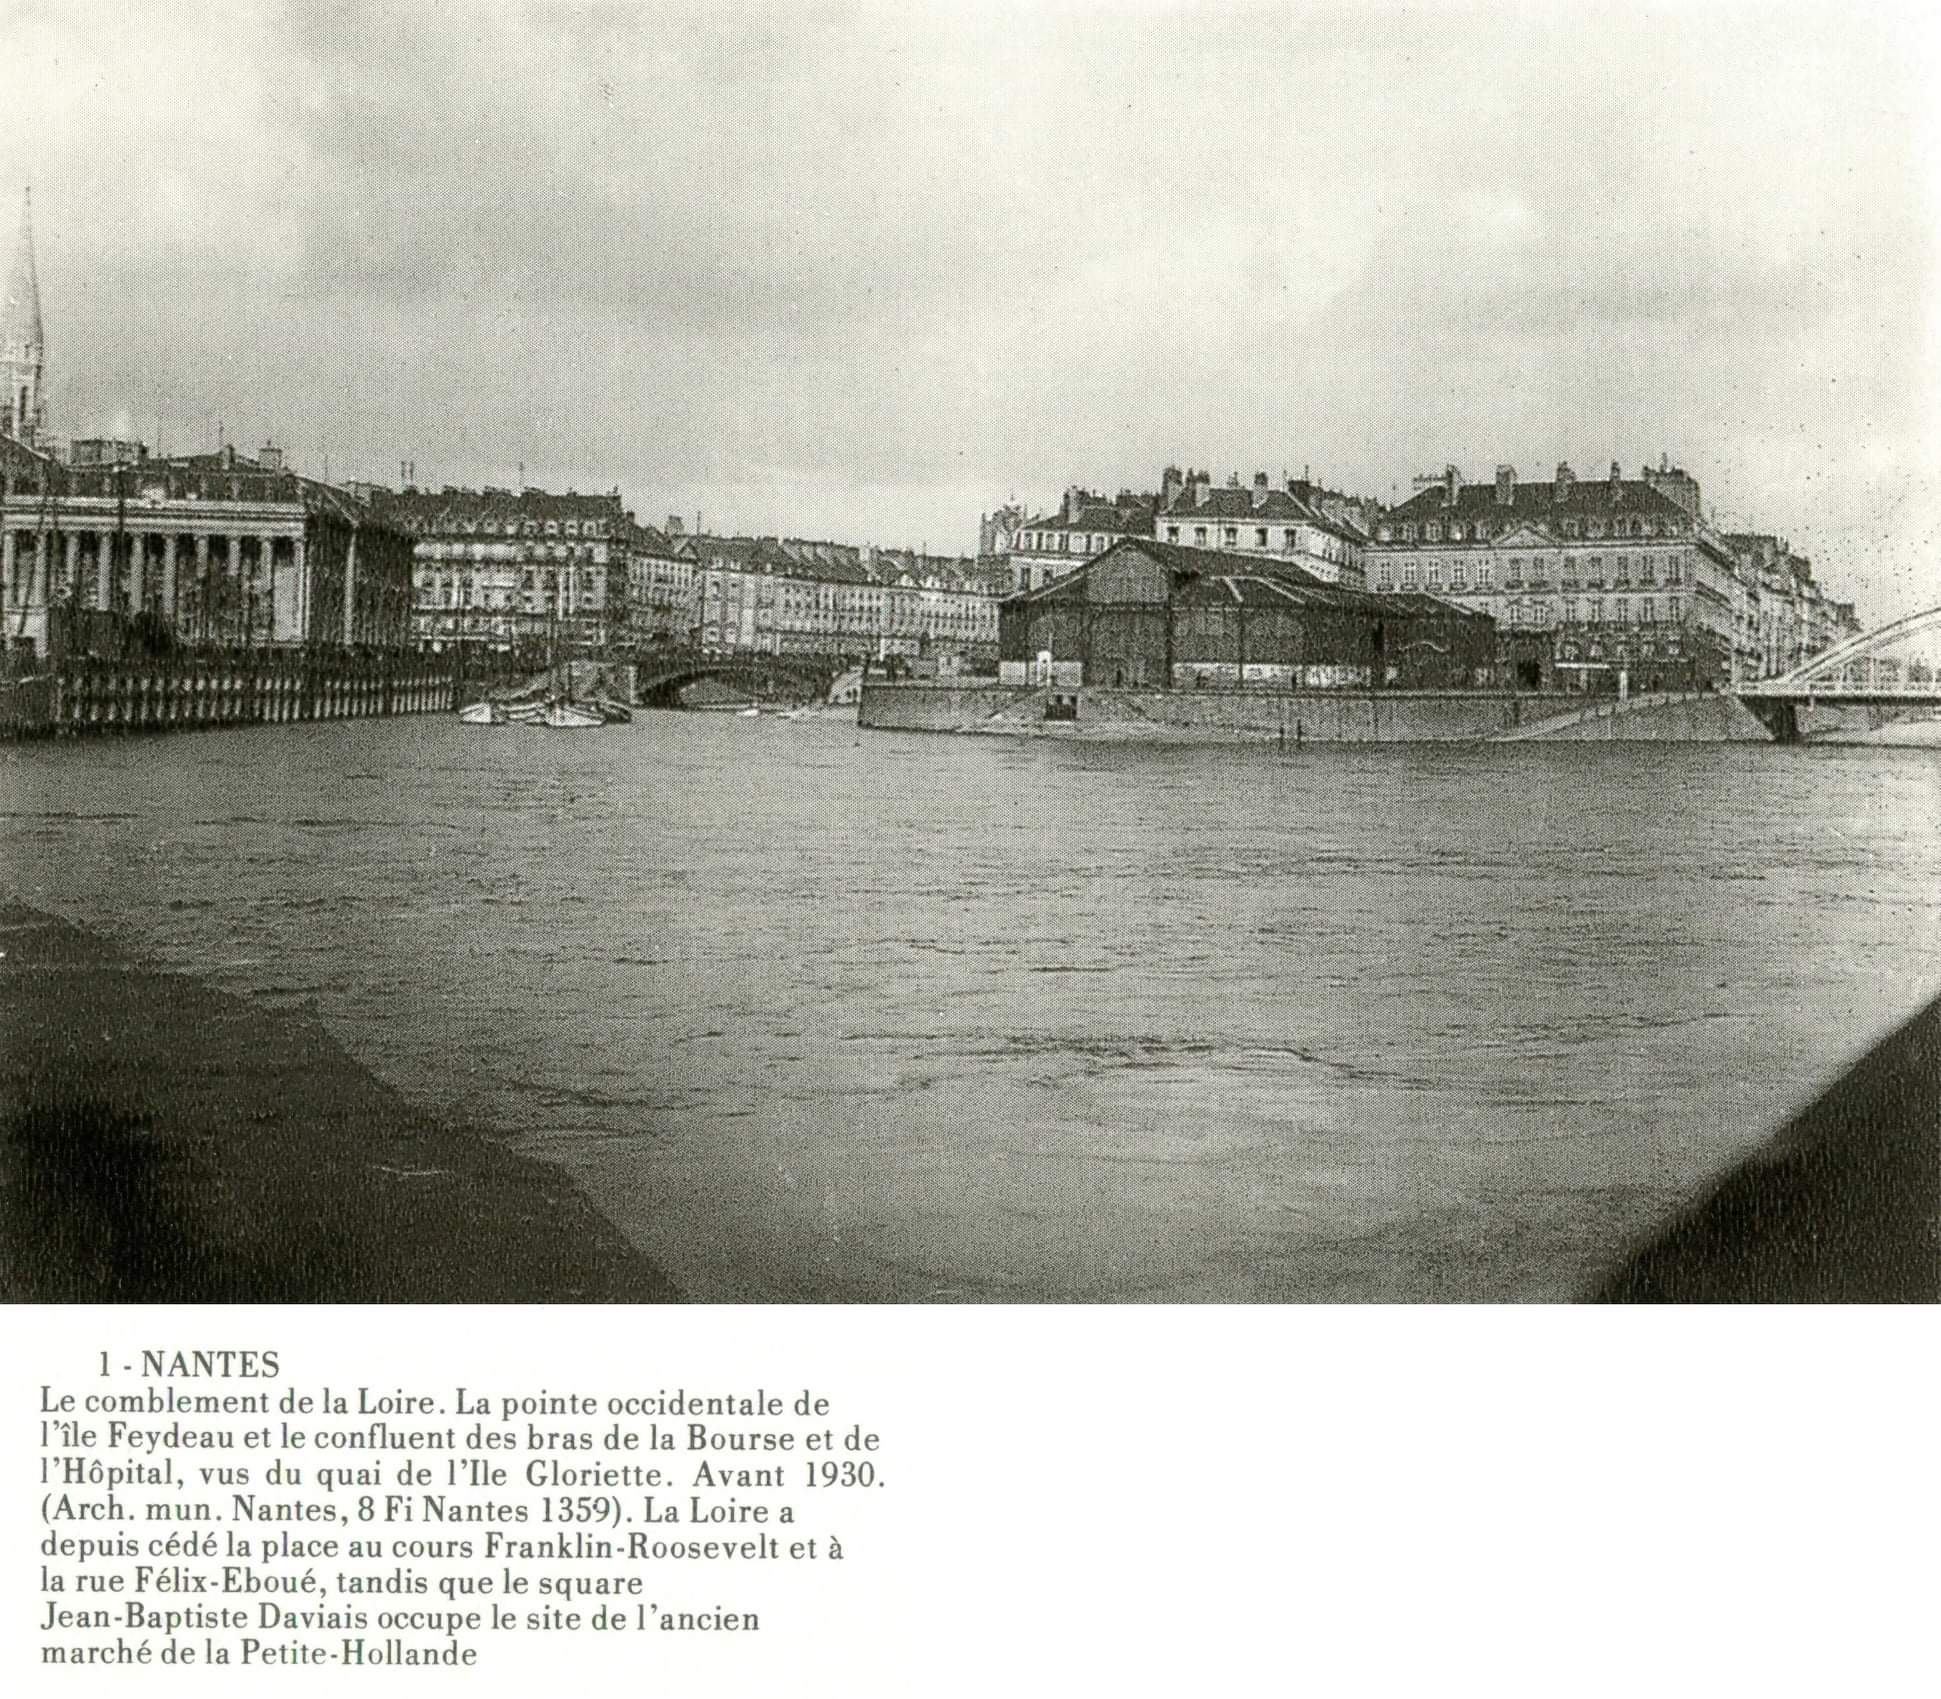 1 - NANTES
Le comblement de la Loire. La pointe occidentale de
l'île Feydeau et le confluent des bras de la Bourse et de
l'Hôpital, vus du quai de l'Ile Gloriette. Avant 1930.
(Arch. mun. Nantes, 8 Fi Nantes 1359). La Loire a
depuis cédé la place au cours Franklin-Roosevelt et à
la rue Félix-Eboué, tandis que le square
Jean-Baptiste Daviais occupe le site de l'ancien
marché de la Petite-Hollande